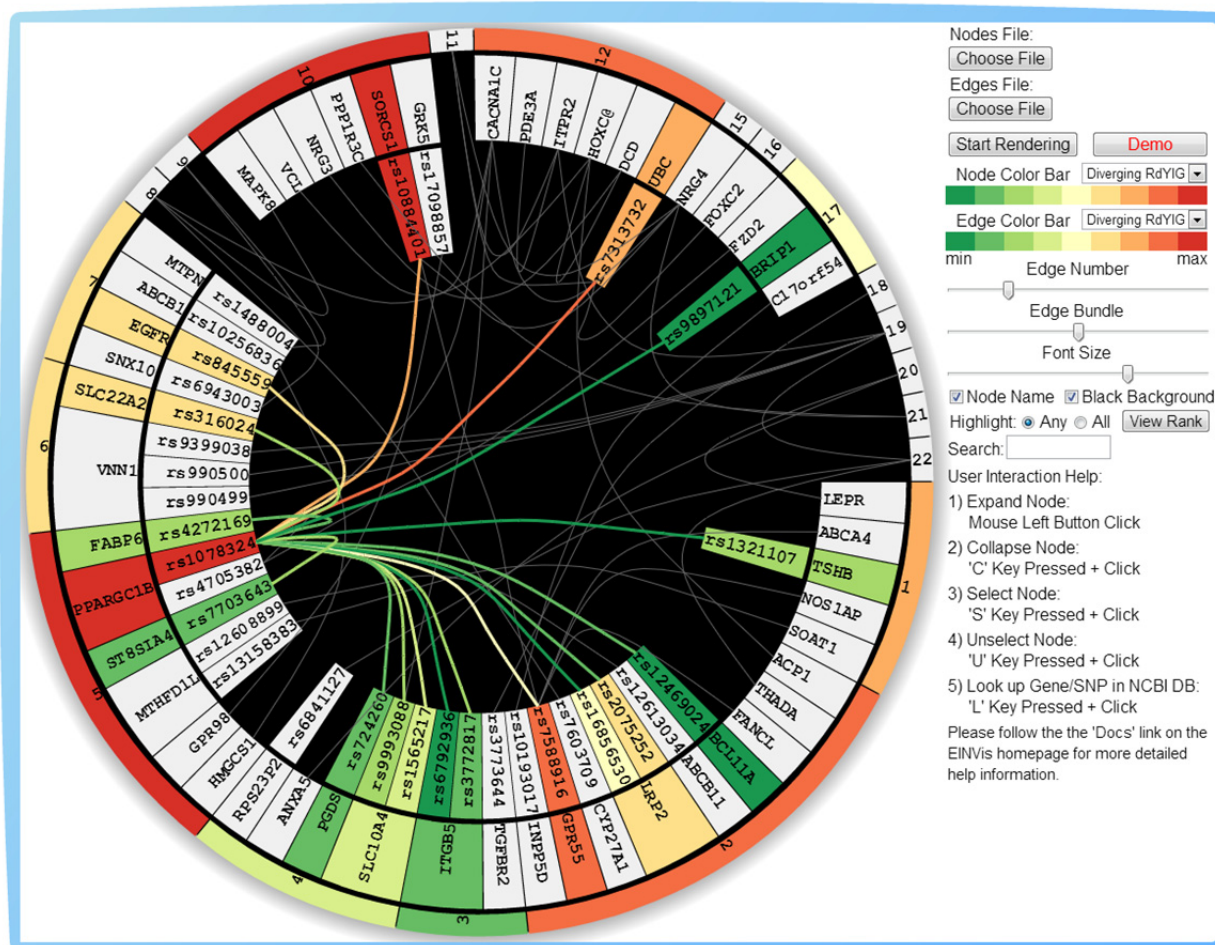 Nodes File:
Choose File
Edges File:
Choose File
Start Rendering
Demo
Node Color Bar
Diverging RdYlG
Edge Color Bar
Diverging RdYlG
min
max
Edge Number
Edge Bundle
Font Size
Node Name
Black Background
Highlight:
Any
All
View Rank
Search:
User Interaction Help:
1) Expand Node:
Mouse Left Button Click
2) Collapse Node:
'C' Key Pressed + Click
3) Select Node:
'S' Key Pressed + Click
4) Unselect Node:
'U' Key Pressed + Click
5) Look up Gene/SNP in NCBI DB:
'L' Key Pressed + Click
Please follow the the 'Docs' link on the
EINVis homepage for more detailed
help information.
11
12
15
16
17
18
19
20
21
22
1
2
3
4
5
6
7
8
9
10
CACNA1C
PDE3A
ITPR2
HOXC@
DCD
UBC
rs7313732
NRG4
FOXC2
FZD2
BRIP1
rs9897121
C17orf54
LEPR
ABCA4
TSHB
rs1321107
NOS1AP
SOAT1
ACP1
THADA
FANCL
BCL11A
rs12469024
ABCB11
rs12613034
LRP2
rs2075252
rs16856530
CYP27A1
rs7603709
GPR55
rs7588916
INPP5D
rs10193017
TGFBR2
rs3773644
ITGB5
rs3772817
rs6792936
SLC10A4
rs1565217
rs9993088
PGDS
rs724260
ANXA5
rs6841127
RPS23P2
HMGCS1
GPR98
MTHFD1L
rs13158383
rs12608899
ST8SIA4
rs7703643
rs4705382
PPARGC1B
rs1078324
FABP6
rs4272169
VNN1
rs990499
rs990500
rs9399038
SLC22A2
rs316024
SNX10
rs6943003
EGFR
rs845559
ABCB1
rs10256836
MTPN
rs1488004
MAPK8
VCL
NRG3
PPP1R3C
SORCS1
rs10884401
GRK5
rs17098857